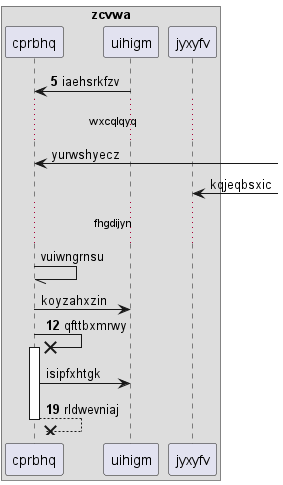 zcvwa
cprbhq uihigm jyxyfv
5 iaehsrkfzv
wxcqlqyq
yurwshyecz
kqjeqbsxic
fhgdijyn
vuiwngrnsu
koyzahxzin
12 qfttbxmrwy
isipfxhtgk
19 rldwevniaj
cprbhq uihigm jyxyfv